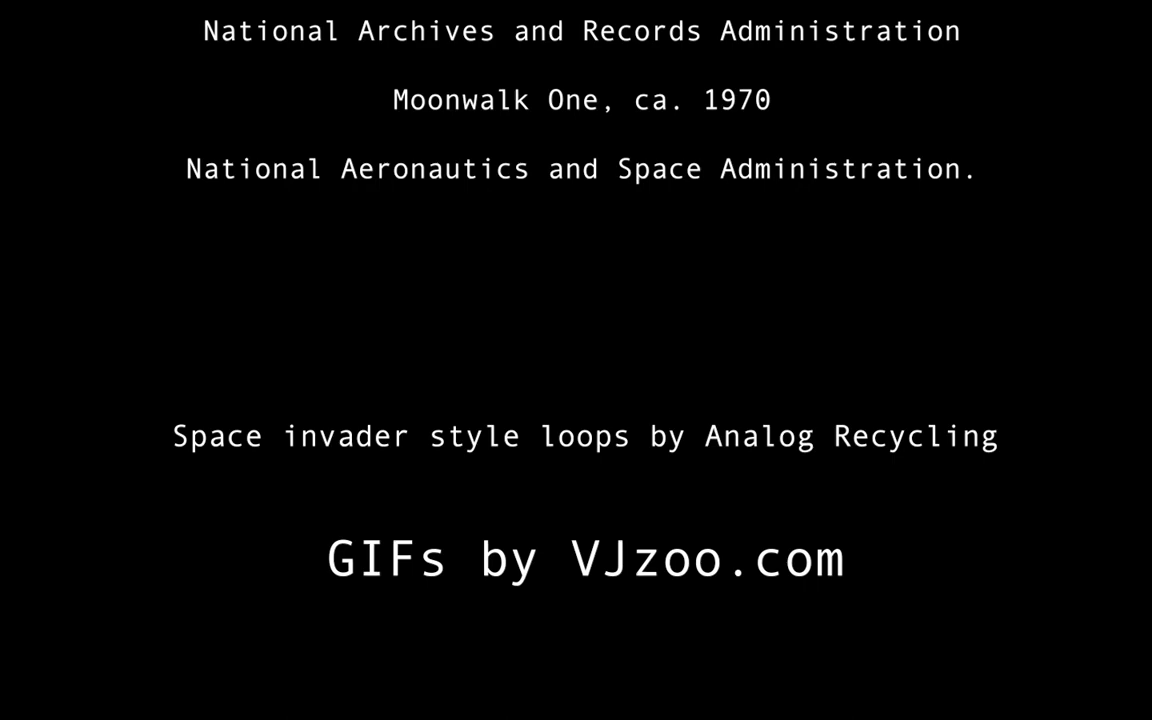 National Archives and Records Administration
Moonwalk One, ca. 1970
National Aeronautics and Space Administration.
Space invader style loops by Analog Recycling
GIFs by VJzoo.com